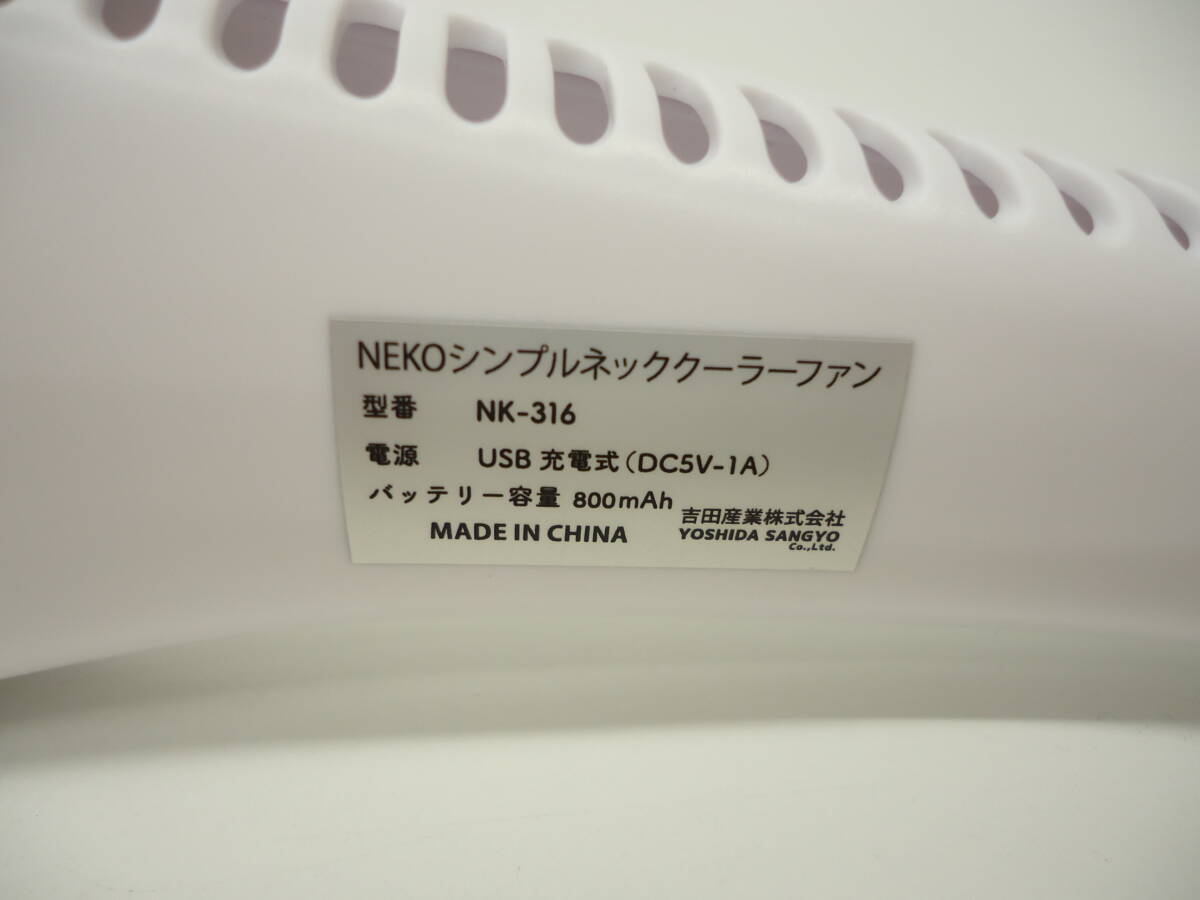 NEKOシンプルネッククーラーファン
型番 NK-316
電源 USB 充電式(DC5V-1A)
バッテリー容量 800mAh
吉田産業株式会社
MADE IN CHINA YOSHIDA SANGYO
Co.,Ltd.